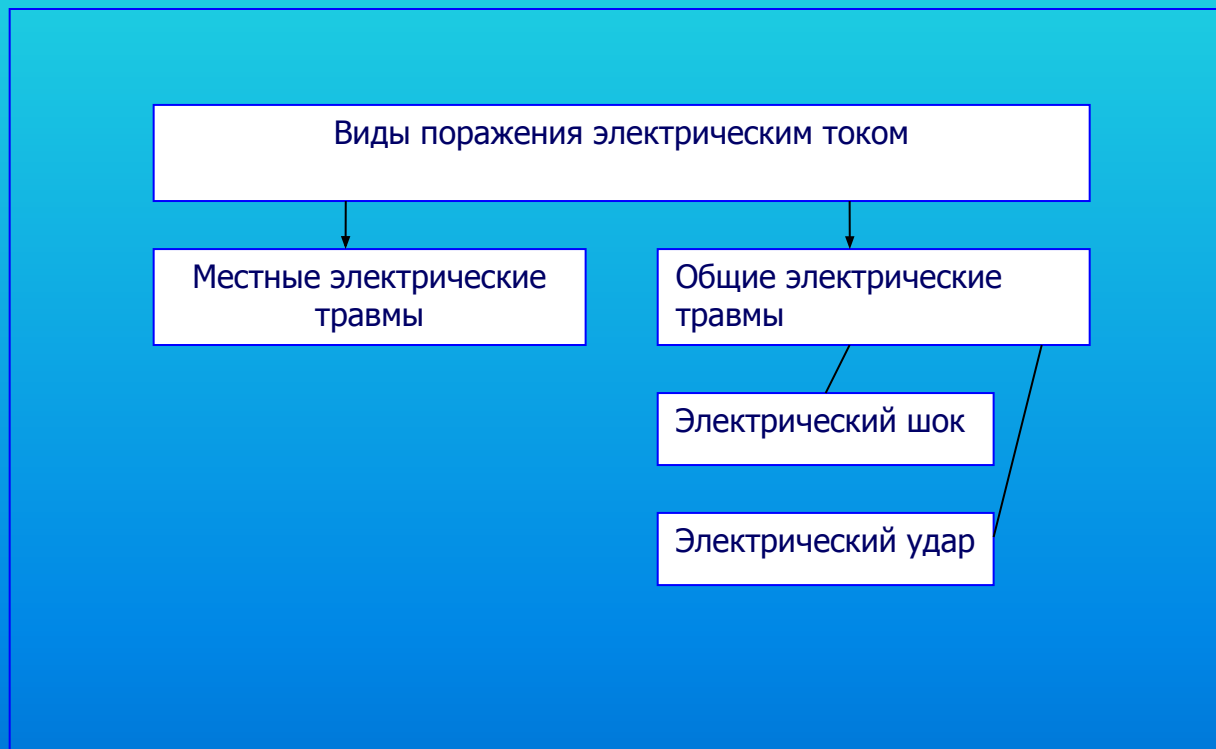 Виды поражения электрическим током
Местные электрические
травмы
Общие электрические
травмы
Электрический шок
Электрический удар